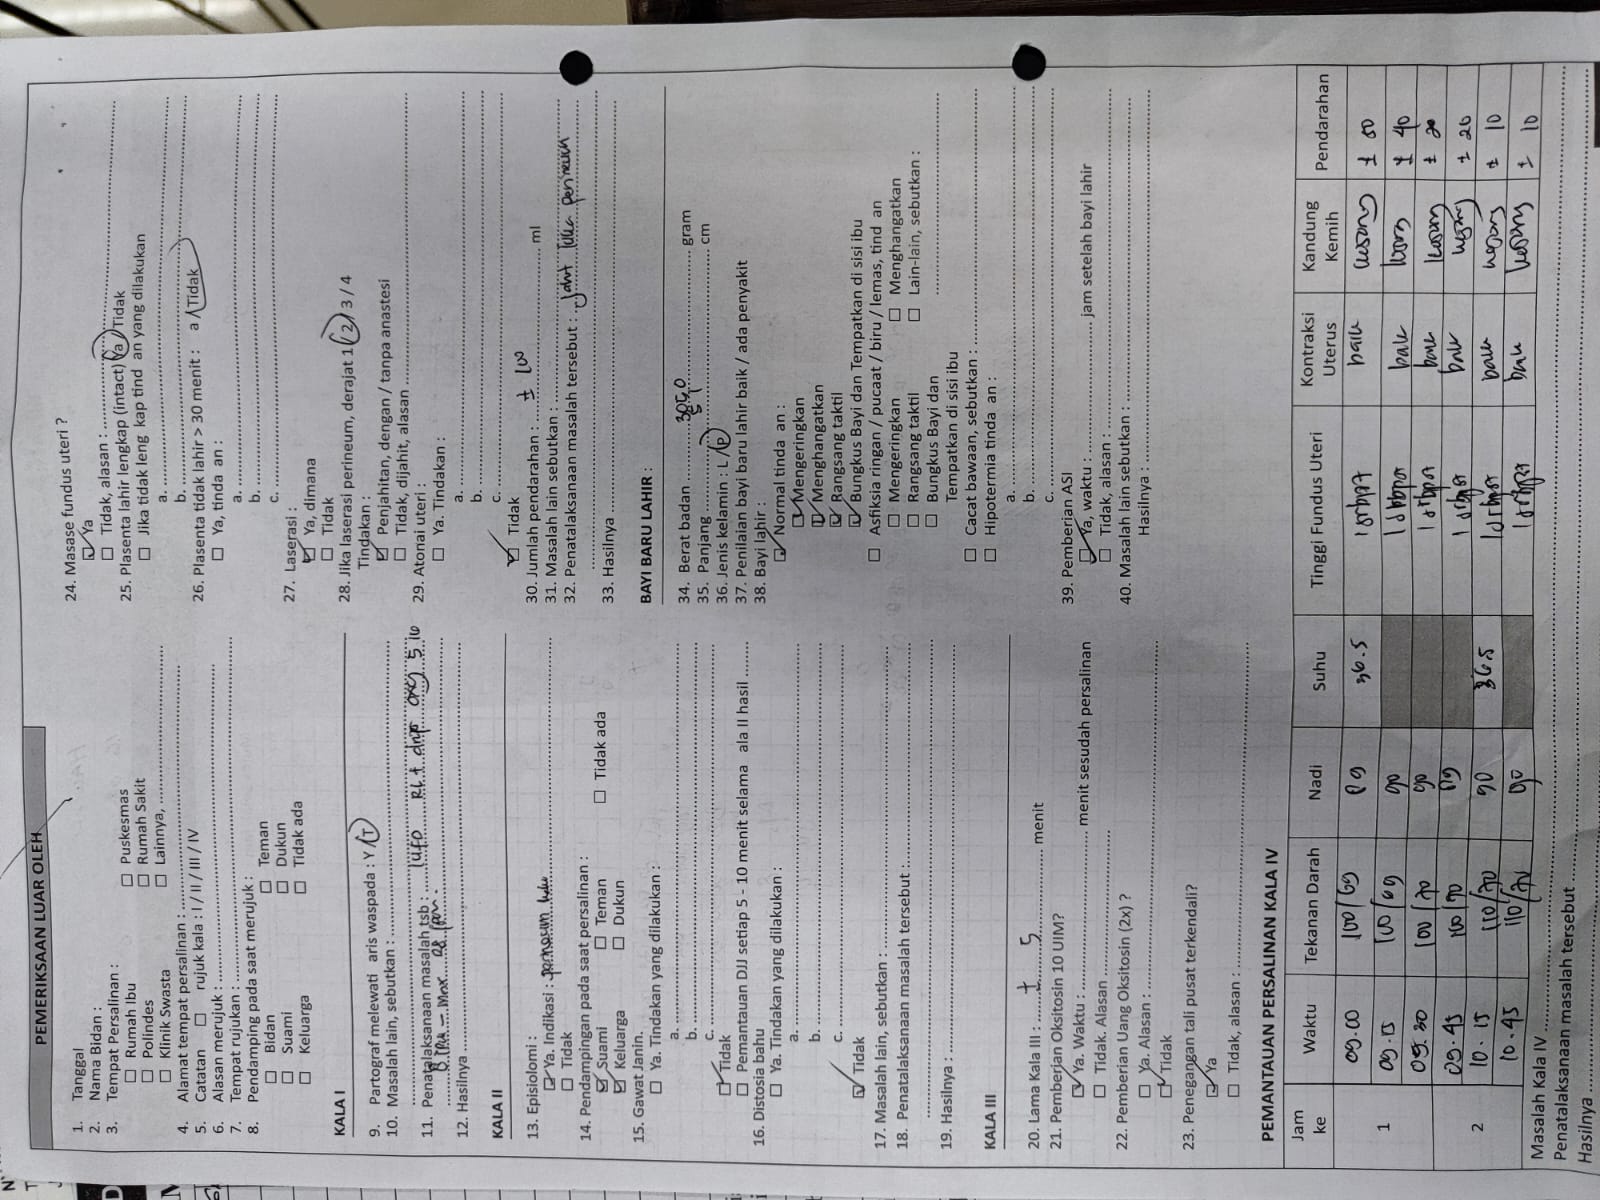 PEMERIKSAAN LUAR OLEH
1. Tanggal
2. Nama Bidan :
3. Tempat Persalinan :
☐ Rumah Ibu ☐ Puskesmas
☐ Polindes ☐ Rumah Sakit
☐ Klinik Swasta ☐ Lainnya,
4. Alamat tempat persalinan :
5. Catatan ☐ rujuk kala : I / II / III / IV
6. Alasan merujuk :
7. Tempat rujukan :
8. Pendamping pada saat merujuk :
☐ Bidan ☐ Teman
☐ Suami ☐ Dukun
☐ Keluarga ☐ Tidak ada
KALA I
9. Partograf melewati aris waspada : Y / T
10. Masalah lain, sebutkan :
11. Penatalaksanaan masalah tsb : Info drip oxy 5 iu
12. Hasilnya
KALA II
13. Episiolomi :
☑ Ya. Indikasi :
☐ Tidak
14. Pendampingan pada saat persalinan :
☑ Suami ☐ Teman ☐ Tidak ada
☑ Keluarga ☐ Dukun
15. Gawat Janin.
☐ Ya. Tindakan yang dilakukan :
a.
b.
c.
☑ Tidak
☐ Pemantauan DJJ setiap 5 - 10 menit selama ala II hasil
16. Distosia bahu
☐ Ya. Tindakan yang dilakukan :
a.
b.
c.
☑ Tidak
17. Masalah lain, sebutkan :
18. Penatalaksanaan masalah tersebut :
19. Hasilnya :
KALA III
20. Lama Kala III : ± 5 menit
21. Pemberian Oksitosin 10 UIM?
☑ Ya. Waktu : menit sesudah persalinan
☐ Tidak. Alasan
22. Pemberian Uang Oksitosin (2x) ?
☐ Ya. Alasan :
☑ Tidak
23. Penegangan tali pusat terkendali?
☑ Ya
☐ Tidak, alasan :
24. Masase fundus uteri ?
☑ Ya
☐ Tidak, alasan :
25. Plasenta lahir lengkap (intact) Ya / Tidak
☐ Jika tidak leng kap tind an yang dilakukan
a.
b.
26. Plasenta tidak lahir > 30 menit : a / Tidak
☐ Ya, tinda an :
a.
b.
c.
27. Laserasi :
☑ Ya, dimana
☐ Tidak
28. Jika laserasi perineum, derajat 1 / 2 / 3 / 4
Tindakan :
☑ Penjahitan, dengan / tanpa anastesi
☐ Tidak, dijahit, alasan
29. Atonai uteri :
☐ Ya. Tindakan :
a.
b.
c.
☑ Tidak
30. Jumlah pendarahan : ± 100 ml
31. Masalah lain sebutkan :
32. Penatalaksanaan masalah tersebut : Jahit luka perineum
33. Hasilnya
BAYI BARU LAHIR :
34. Berat badan 3050 gram
35. Panjang cm
36. Jenis kelamin : L / P
37. Penilaian bayi baru lahir baik / ada penyakit
38. Bayi lahir :
☑ Normal tinda an :
☑ Mengeringkan
☑ Menghangatkan
☑ Rangsang taktil
☑ Bungkus Bayi dan Tempatkan di sisi ibu
☐ Asfiksia ringan / pucaat / biru / lemas, tind an
☐ Mengeringkan ☐ Menghangatkan
☐ Rangsang taktil ☐ Lain-lain, sebutkan :
☐ Bungkus Bayi dan
Tempatkan di sisi ibu
☐ Cacat bawaan, sebutkan :
☐ Hipotermia tinda an :
a.
b.
c.
39. Pemberian ASI
☑ Ya, waktu : jam setelah bayi lahir
☐ Tidak, alasan :
40. Masalah lain sebutkan :
Hasilnya :
PEMANTAUAN PERSALINAN KALA IV
Jam ke Waktu Tekanan Darah Nadi Suhu Tinggi Fundus Uteri Kontraksi Uterus Kandung Kemih Pendarahan
1 09.00 100/69 89 36.5 1 jr bpst baik kosong ± 50
09.15 100/69 90 1 jr bpst baik kosong ± 40
09.30 100/70 90 1 jr bpst baik kosong ± 30
09.45 100/70 89 1 jr bpst baik kosong ± 20
2 10.15 110/70 90 36.5 1 jr bpst baik kosong ± 10
10.45 110/70 90 1 jr bpst baik kosong ± 10
Masalah Kala IV
Penatalaksanaan masalah tersebut
Hasilnya